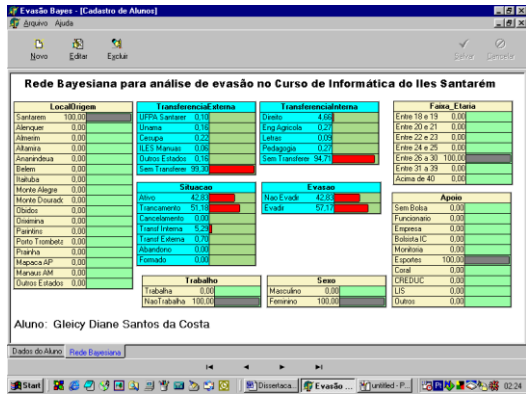 Evasão Bayes - [Cadastro de Alunos]
Arquivo Ajuda
Novo Editar Excluir Salvar Cancelar
Rede Bayesiana para análise de evasão no Curso de Informática do Iles Santarém
LocalOrigem
Santarem 100,00
Alenquer 0,00
Almerim 0,00
Altamira 0,00
Ananindeua 0,00
Belem 0,00
Itaituba 0,00
Monte Alegre 0,00
Monte Dourado 0,00
Obidos 0,00
Oriximina 0,00
Parintins 0,00
Porto Trombeta 0,00
Prainha 0,00
Macapa AP 0,00
Manaus AM 0,00
Outros Estados 0,00
TransferenciaExterna
UFPA Santarer 0,10
Unama 0,16
Ceuupa 0,22
ILES Manuas 0,06
Outros Estados 0,16
Sem Transferer 99,30
TransferenciaInterna
Direito 4,66
Eng Agricola 0,27
Letras 0,09
Pedagogia 0,27
Sem Transferer 94,71
Faixa_Etaria
Entre 18 e 19 0,00
Entre 20 e 21 0,00
Entre 22 e 23 0,00
Entre 24 e 25 0,00
Entre 26 a 30 100,00
Entre 31 a 39 0,00
Acima de 40 0,00
Situacao
Ativo 42,83
Trancamento 51,18
Cancelamento 0,00
Transf Interna 5,29
Transf Externa 0,70
Abandono 0,00
Formado 0,00
Evasao
Nao Evadir 42,83
Evadir 57,17
Apoio
Sem Bolsa 0,00
Funcionario 0,00
Empresa 0,00
Bolsista IC 0,00
Monitoria 0,00
Esportes 100,00
Coral 0,00
CREDUC 0,00
LIS 0,00
Outros 0,00
Trabalho
Trabalha 0,00
NaoTrabalha 100,00
Sexo
Masculino 0,00
Feminino 100,00
Aluno: Gleicy Diane Santos da Costa
Dados do Aluno Rede Bayesiana
Start Dissertaca... Evasão ... untitled - P... 02:24